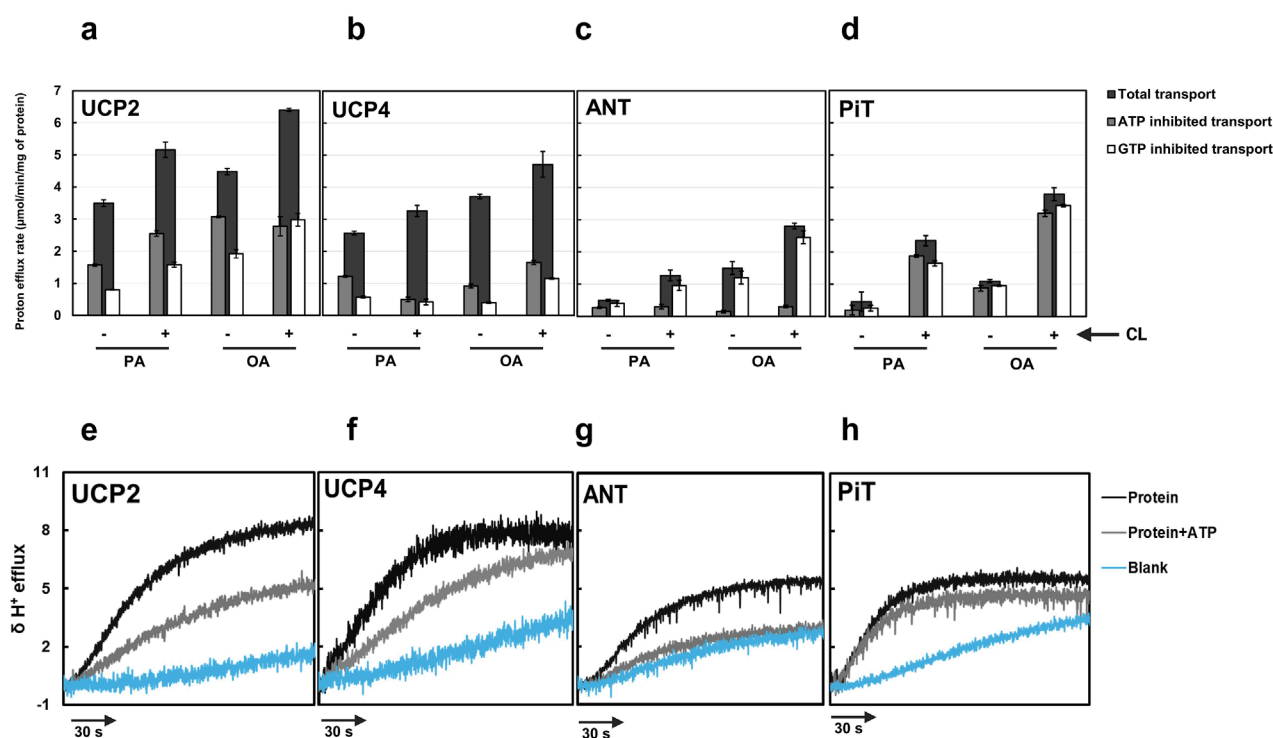 a b c d
UCP2 UCP4 ANT PiT
Proton efflux rate (µmol/min/mg of protein)
7
6
5
4
3
2
1
0
Total transport
ATP inhibited transport
GTP inhibited transport
- + - + - + - + - + - + - + - +
CL
PA OA PA OA PA OA PA OA
e f g h
UCP2 UCP4 ANT PiT
δ H⁺ efflux
11
8
5
2
-1
Protein
Protein+ATP
Blank
30 s 30 s 30 s 30 s